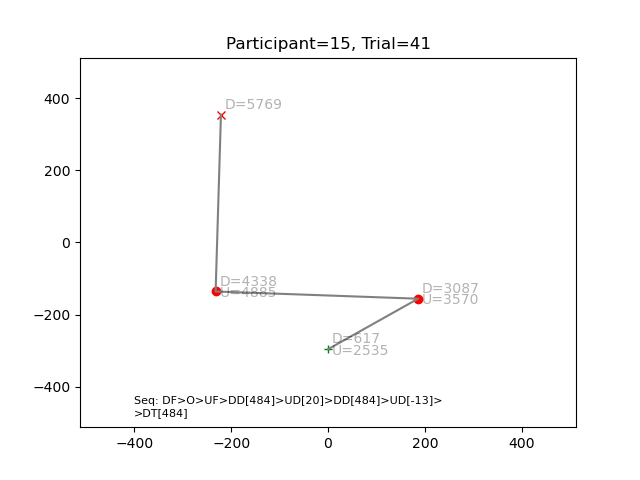 Participant=15, Trial=41
400
200
0
−200
−400
D=5769
D=4338
U=4885
D=3087
U=3570
D=617
U=2535
Seq: DF>O>UF>DD[484]>UD[20]>DD[484]>UD[-13]>
>DT[484]
−400
−200
0
200
400